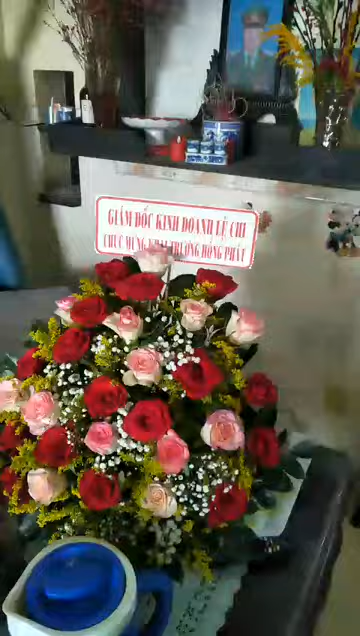 GIÁM ĐỐC KINH DOANH LỆ CHI
CHÚC MỪNG KHAI TRƯƠNG HỒNG PHÁT